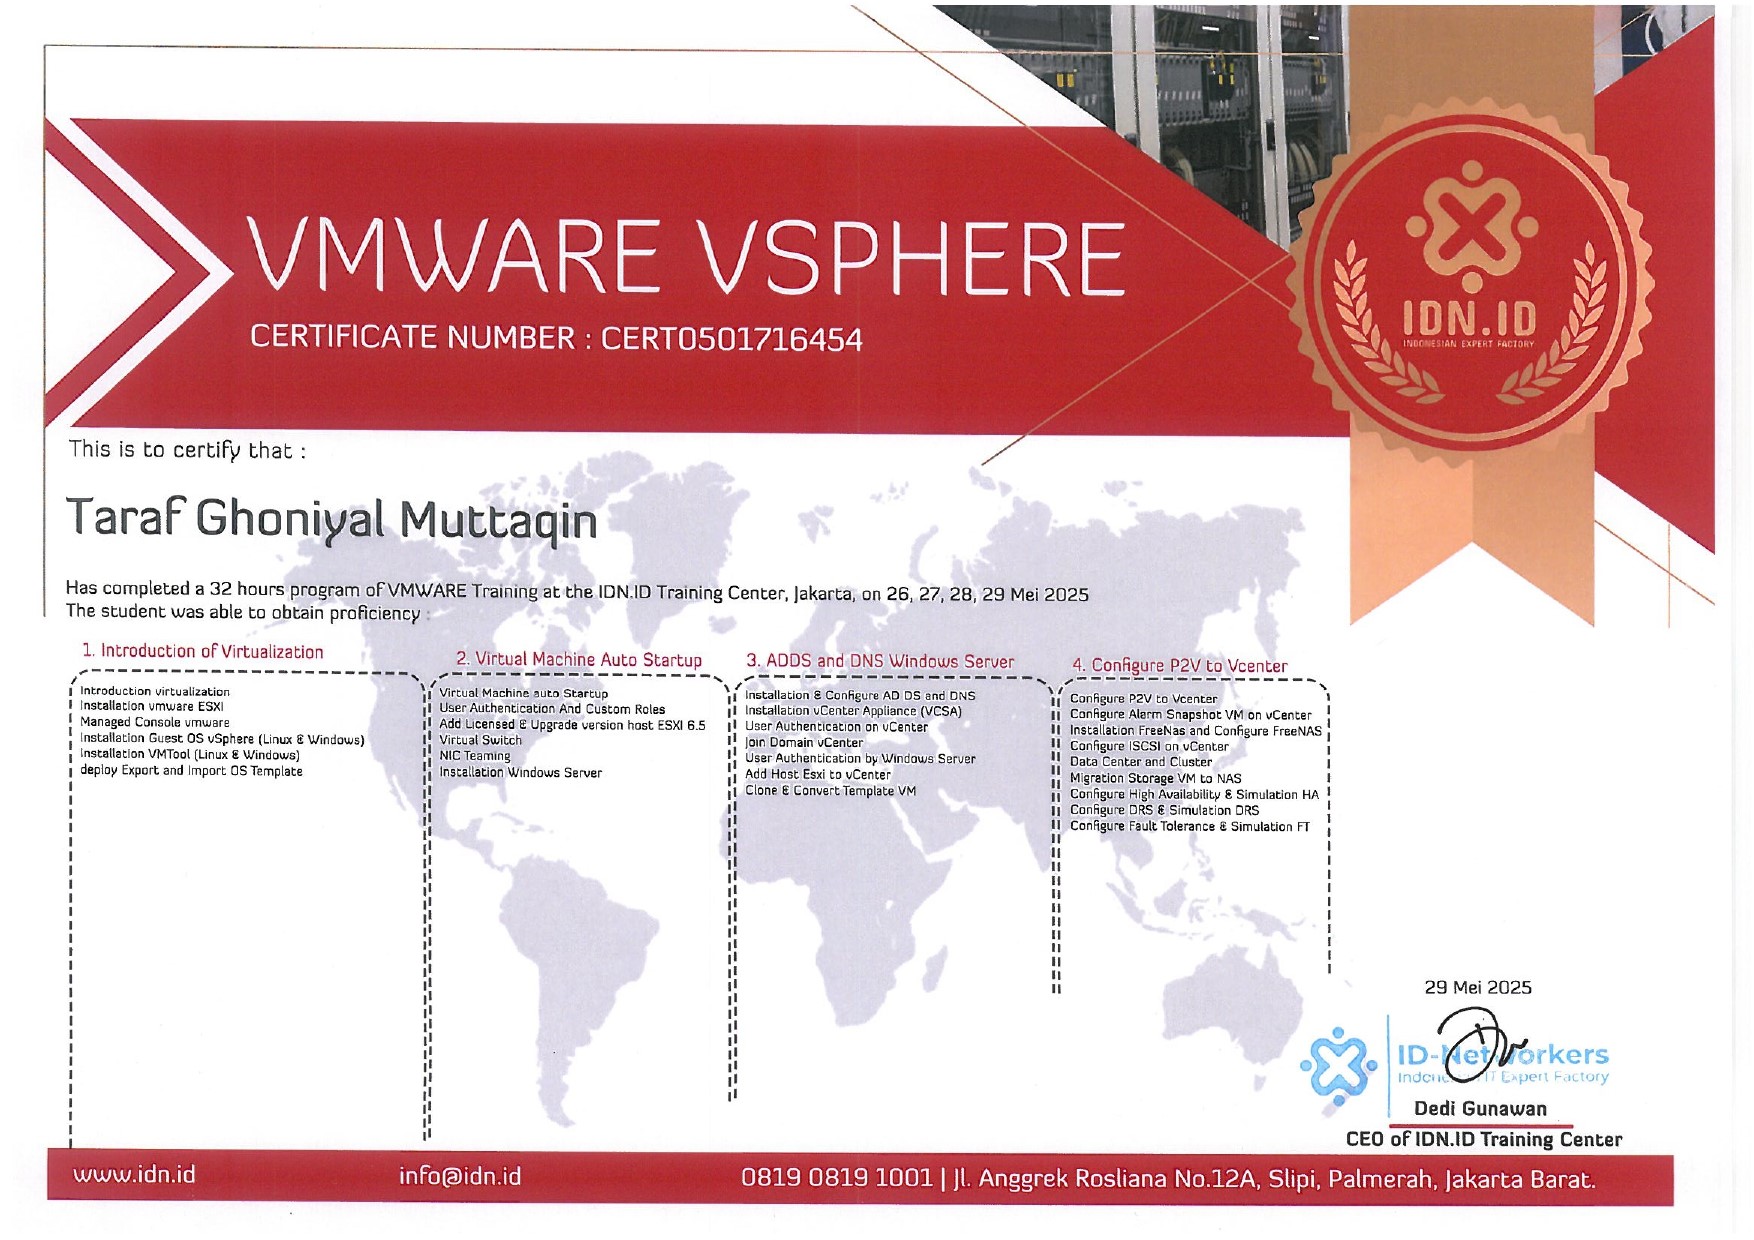 VMWARE VSPHERE
CERTIFICATE NUMBER : CERT0501716454
IDN.ID
INDONESIAN EXPERT FACTORY
This is to certify that :
Taraf Ghoniyal Muttaqin
Has completed a 32 hours program of VMWARE Training at the IDN.ID Training Center, Jakarta, on 26, 27, 28, 29 Mei 2025
The student was able to obtain proficiency :
1. Introduction of Virtualization
Introduction virtualization
Installation vmware ESXI
Managed Console vmware
Installation Guest OS vSphere (Linux & Windows)
Installation VMTool (Linux & Windows)
deploy Export and Import OS Template
2. Virtual Machine Auto Startup
Virtual Machine auto Startup
User Authentication And Custom Roles
Add Licensed & Upgrade version host ESXI 6.5
Virtual Switch
NIC Teaming
Installation Windows Server
3. ADDS and DNS Windows Server
Installation & Configure AD DS and DNS
Installation vCenter Appliance (VCSA)
User Authentication on vCenter
Join Domain vCenter
User Authentication by Windows Server
Add Host Esxi to vCenter
Clone & Convert Template VM
4. Configure P2V to Vcenter
Configure P2V to Vcenter
Configure Alarm Snapshot VM on vCenter
Installation FreeNas and Configure FreeNAS
Configure ISCSI on vCenter
Data Center and Cluster
Migration Storage VM to NAS
Configure High Availability & Simulation HA
Configure DRS & Simulation DRS
Configure Fault Tolerance & Simulation FT
29 Mei 2025
ID-Networkers
IT Expert Factory
Dedi Gunawan
CEO of IDN.ID Training Center
www.idn.id
info@idn.id
0819 0819 1001 | Jl. Anggrek Rosliana No.12A, Slipi, Palmerah, Jakarta Barat.